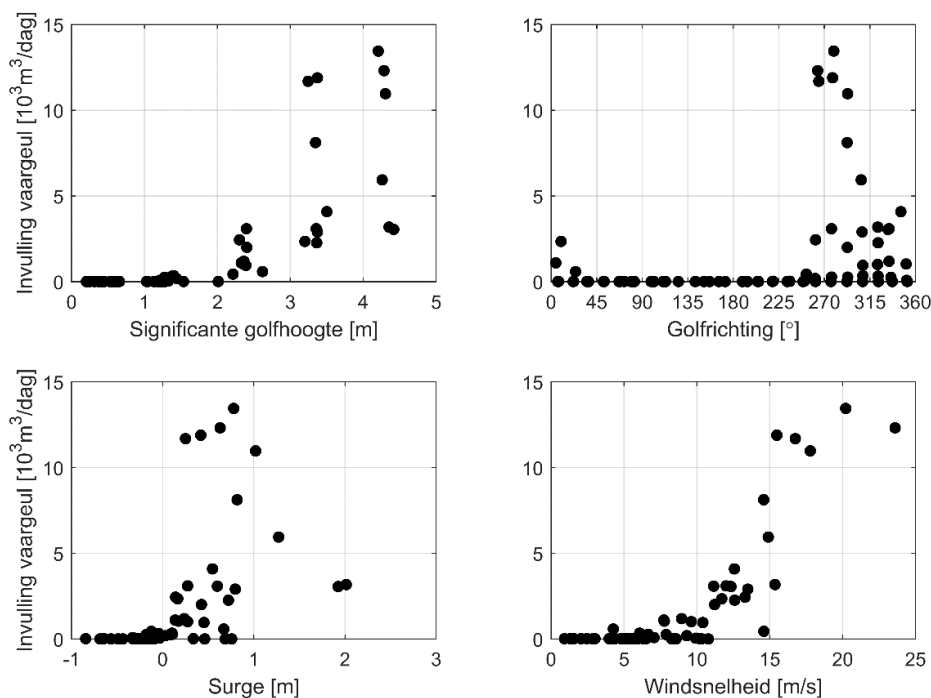 Invulling vaargeul [10³m³/dag]
15
10
5
0
0 1 2 3 4 5
Significante golfhoogte [m]
15
10
5
0
0 45 90 135 180 225 270 315 360
Golfrichting [°]
Invulling vaargeul [10³m³/dag]
15
10
5
0
-1 0 1 2 3
Surge [m]
15
10
5
0
0 5 10 15 20 25
Windsnelheid [m/s]